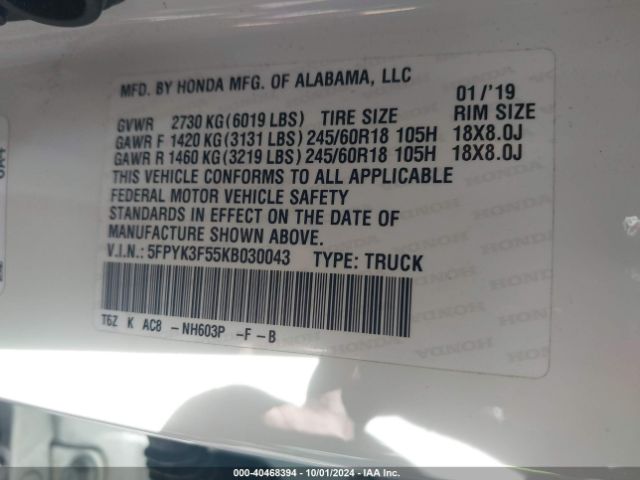 MFD. BY HONDA MFG. OF ALABAMA, LLC
01/'19
GVWR 2730 KG(6019 LBS) TIRE SIZE RIM SIZE
GAWR F 1420 KG(3131 LBS) 245/60R18 105H 18X8.0J
GAWR R 1460 KG(3219 LBS) 245/60R18 105H 18X8.0J
THIS VEHICLE CONFORMS TO ALL APPLICABLE
FEDERAL MOTOR VEHICLE SAFETY
STANDARDS IN EFFECT ON THE DATE OF
MANUFACTURE SHOWN ABOVE.
V.I.N.: 5FPYK3F55KB030043 TYPE: TRUCK
T6Z K AC8 -NH603P -F-B
000-40468394 - 10/01/2024 - IAA Inc.